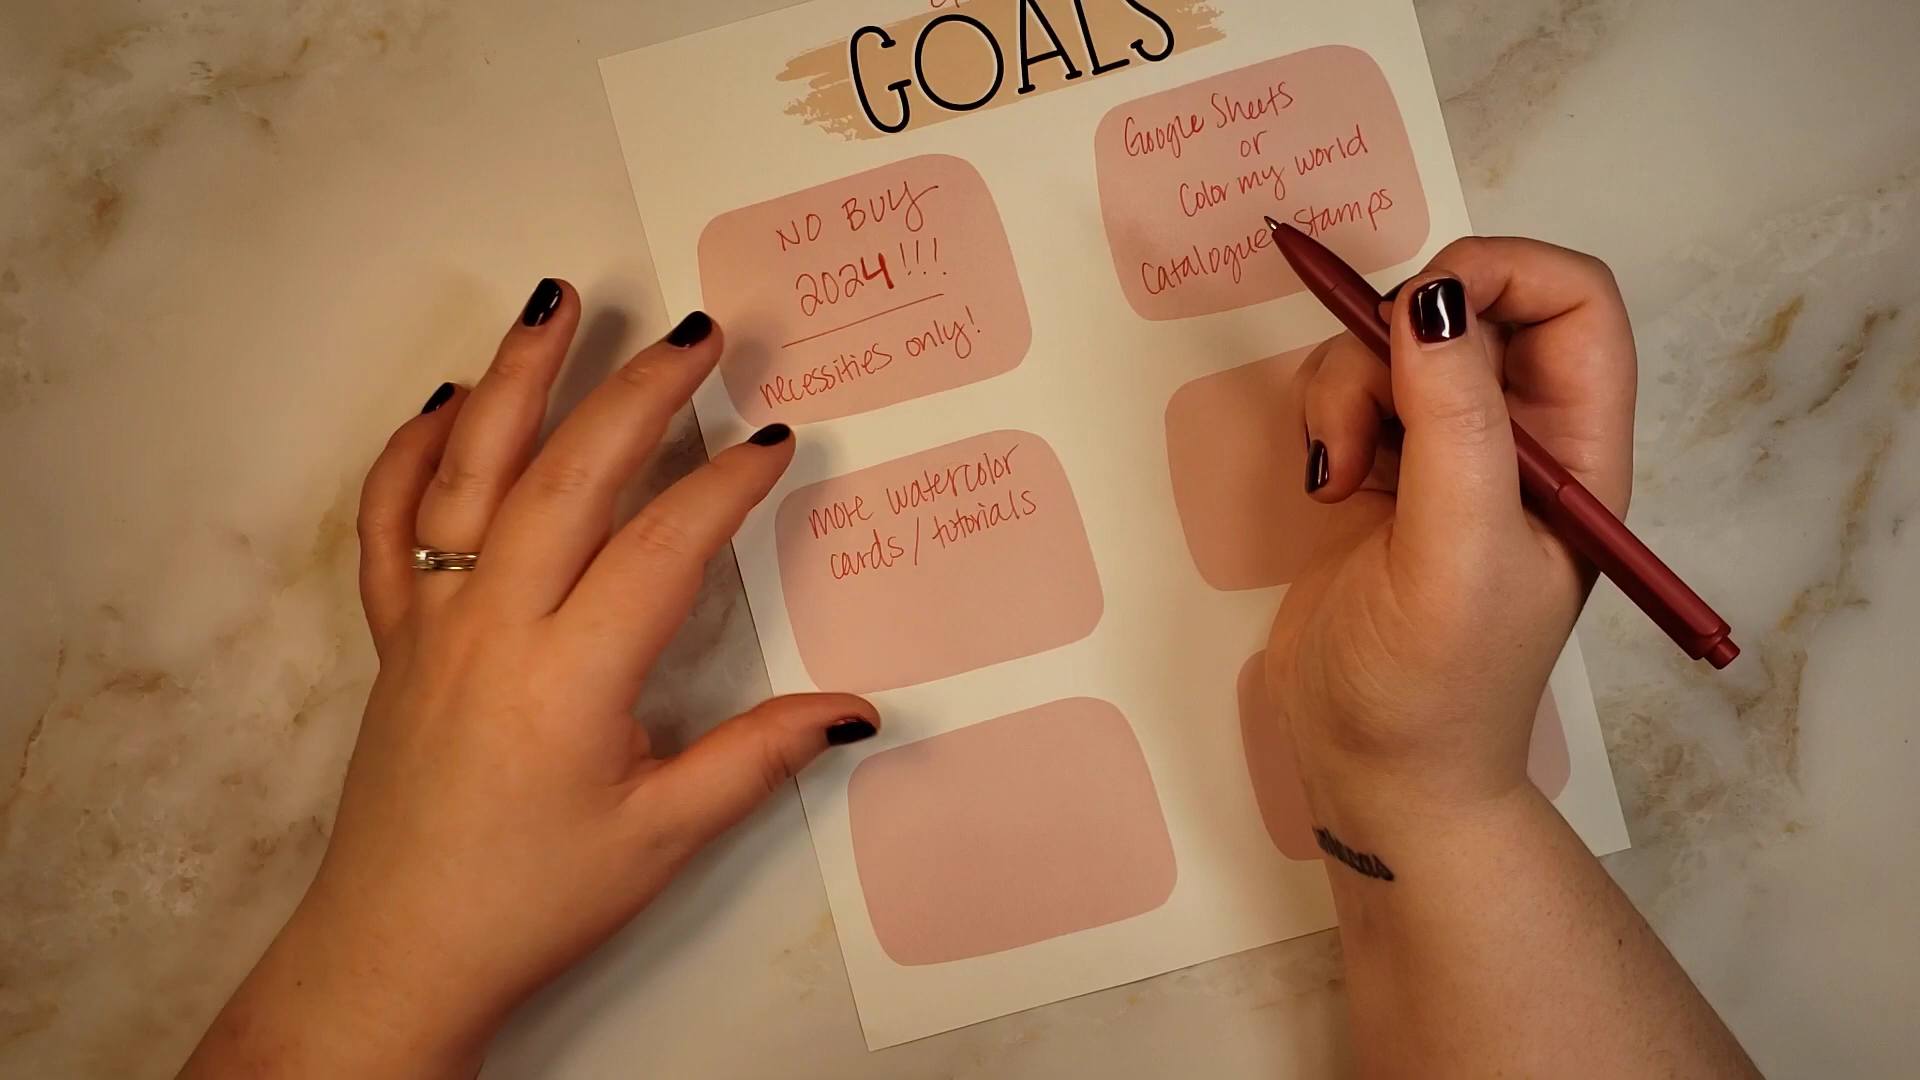 GOALS
NO BUY
2024!!!
necessities only!
Google Sheets
or
Color my world
Catalogue Stamps
more watercolor
cards / tutorials